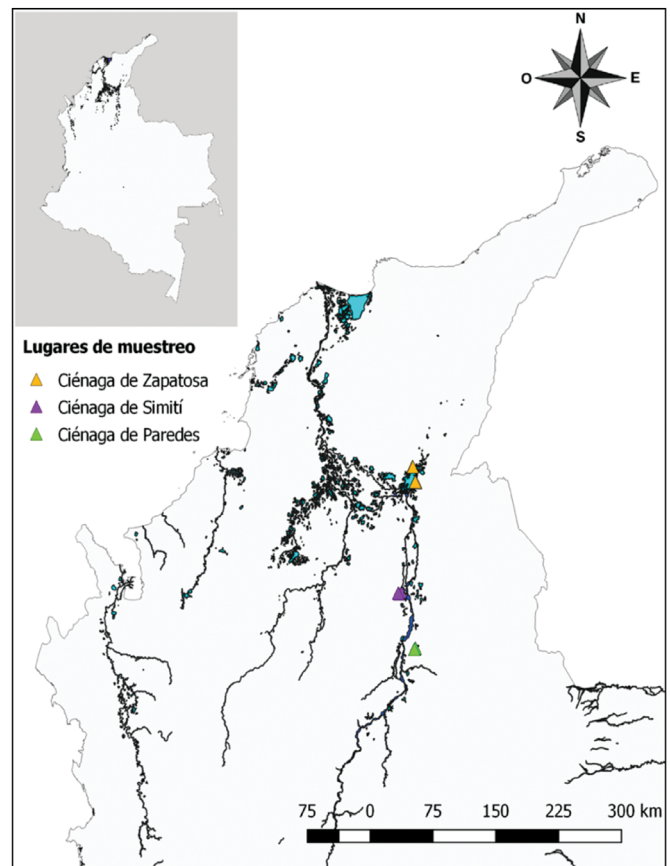 N
O E
S
Lugares de muestreo
Ciénaga de Zapatosa
Ciénaga de Simití
Ciénaga de Paredes
75 0 75 150 225 300 km